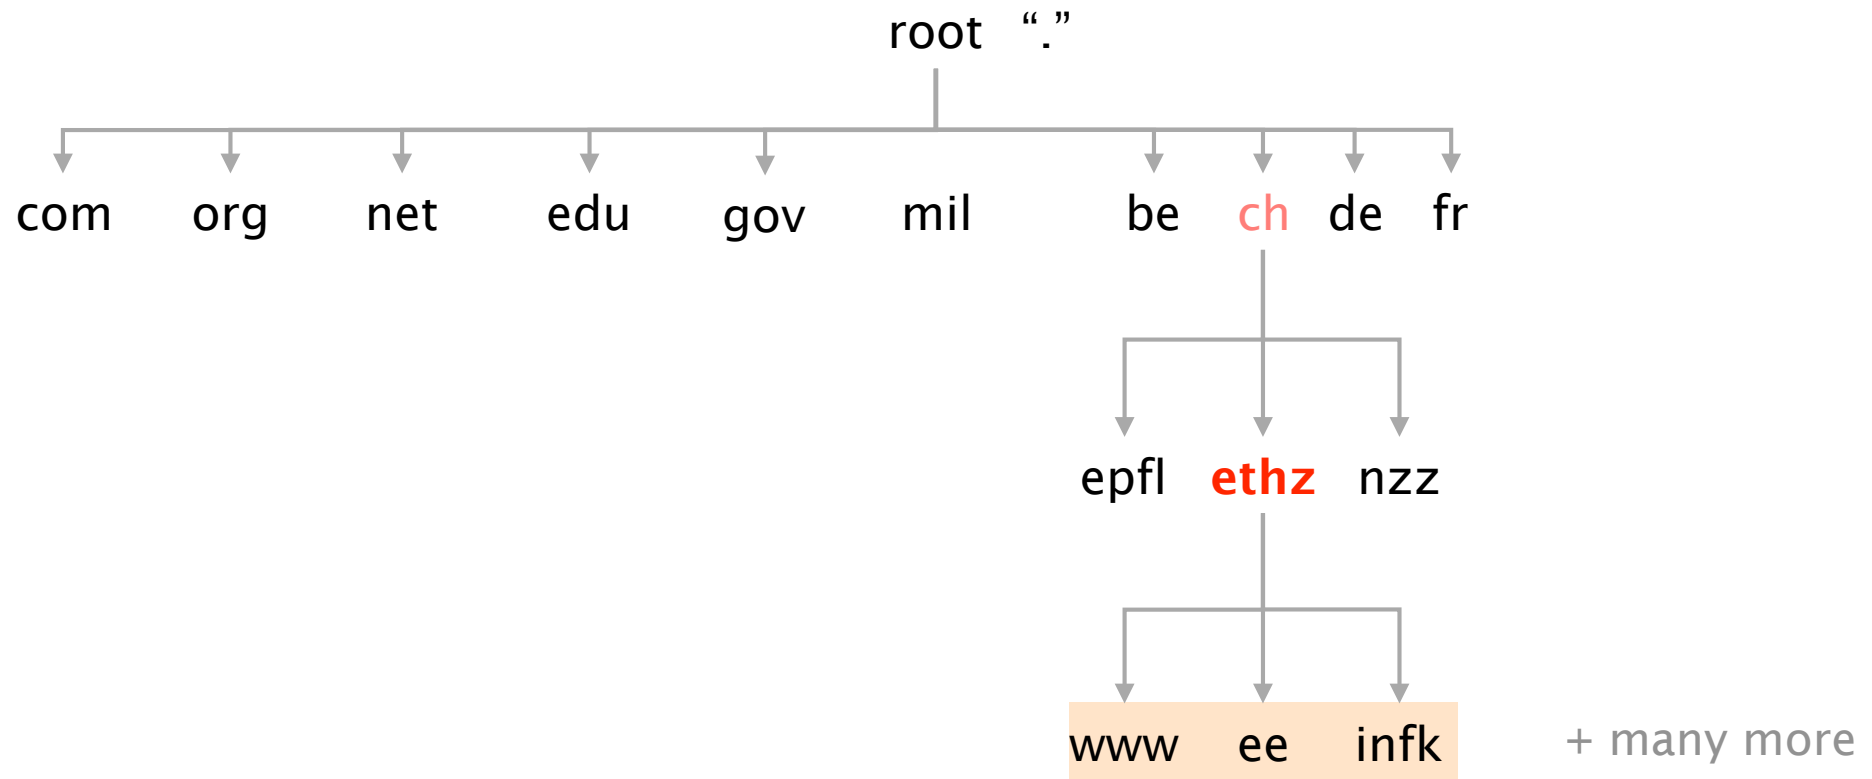 root “.”
com org net edu gov mil be ch de fr
epfl ethz nzz
www ee infk + many more